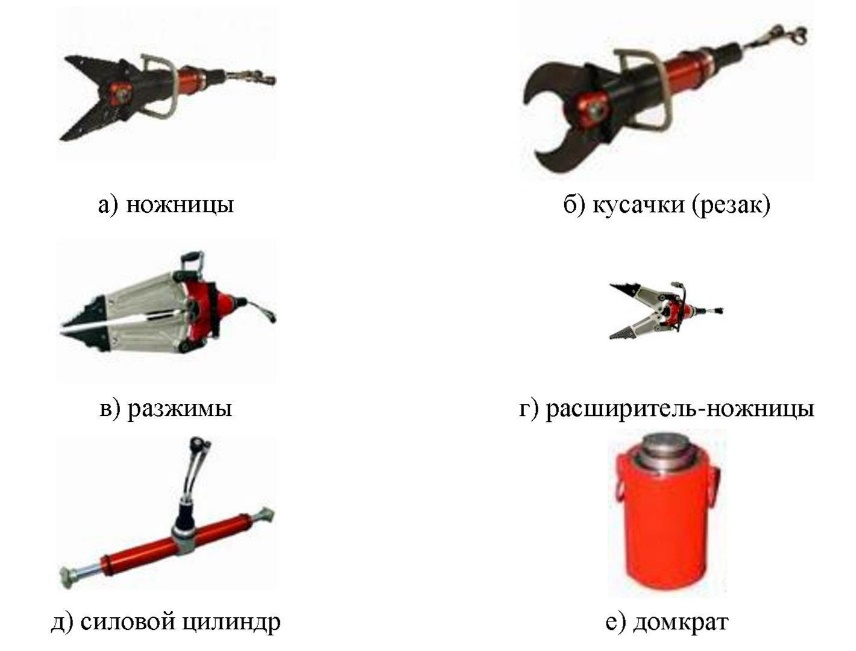 а) ножницы
б) кусачки (резак)
в) разжимы
г) расширитель-ножницы
д) силовой цилиндр
е) домкрат